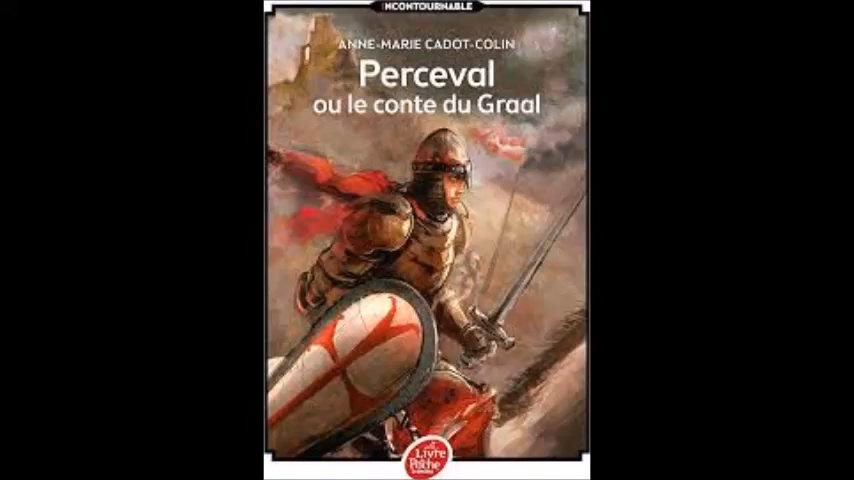 INCONTOURNABLE
ANNE-MARIE CADOT-COLIN
Perceval
ou le conte du Graal
Le
Livre
de
Poche